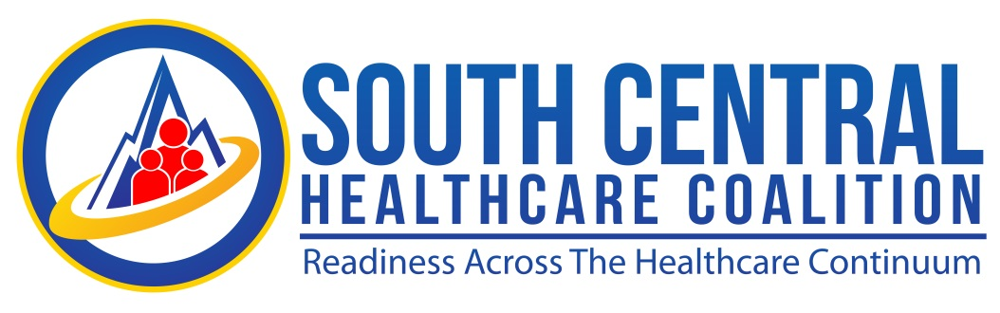 SOUTH CENTRAL
HEALTHCARE COALITION
Readiness Across The Healthcare Continuum